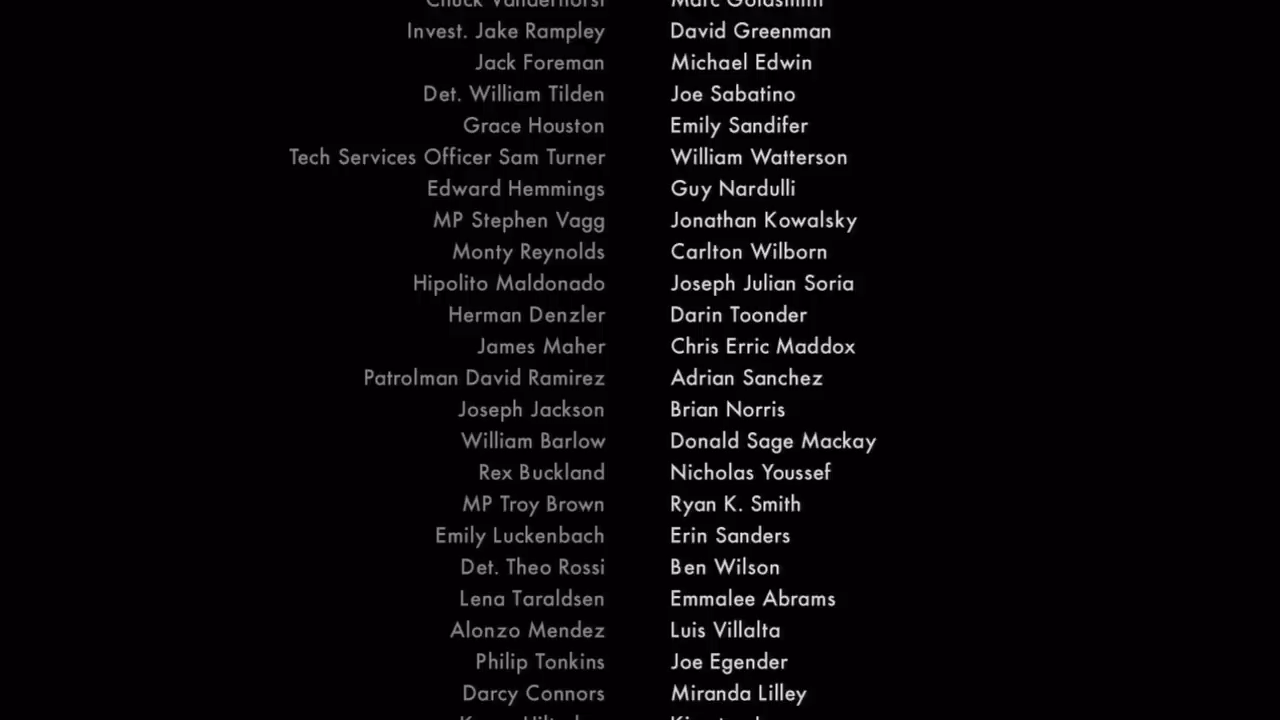 Chuck Vanderhorst Marc Goldsmith
Invest. Jake Rampley David Greenman
Jack Foreman Michael Edwin
Det. William Tilden Joe Sabatino
Grace Houston Emily Sandifer
Tech Services Officer Sam Turner William Watterson
Edward Hemmings Guy Nardulli
MP Stephen Vagg Jonathan Kowalsky
Monty Reynolds Carlton Wilborn
Hipolito Maldonado Joseph Julian Soria
Herman Denzler Darin Toonder
James Maher Chris Erric Maddox
Patrolman David Ramirez Adrian Sanchez
Joseph Jackson Brian Norris
William Barlow Donald Sage Mackay
Rex Buckland Nicholas Youssef
MP Troy Brown Ryan K. Smith
Emily Luckenbach Erin Sanders
Det. Theo Rossi Ben Wilson
Lena Taraldsen Emmalee Abrams
Alonzo Mendez Luis Villalta
Philip Tonkins Joe Egender
Darcy Connors Miranda Lilley